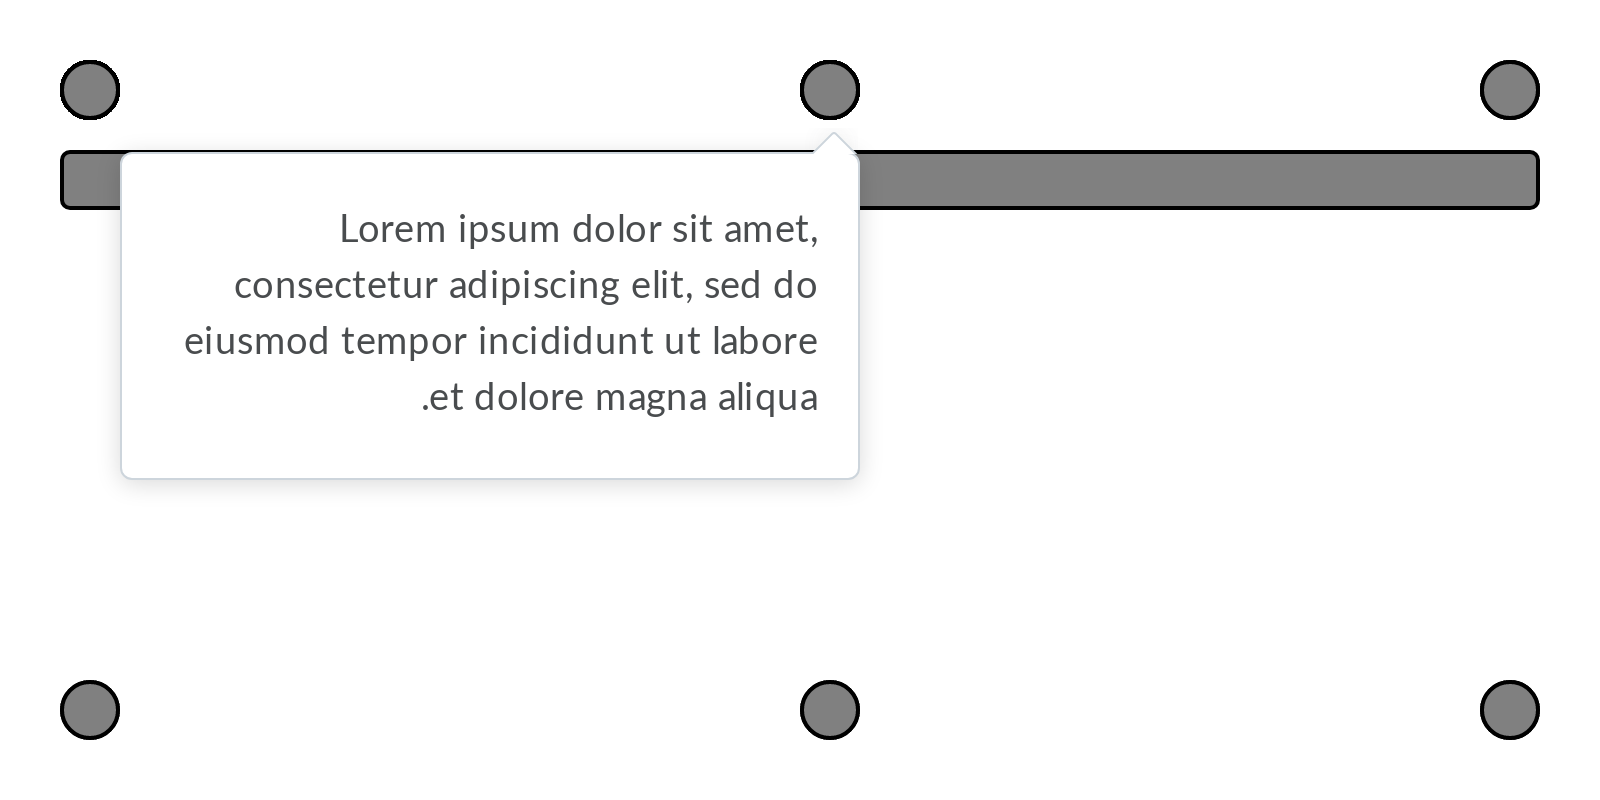 Lorem ipsum dolor sit amet,
consectetur adipiscing elit, sed do
eiusmod tempor incididunt ut labore
.et dolore magna aliqua